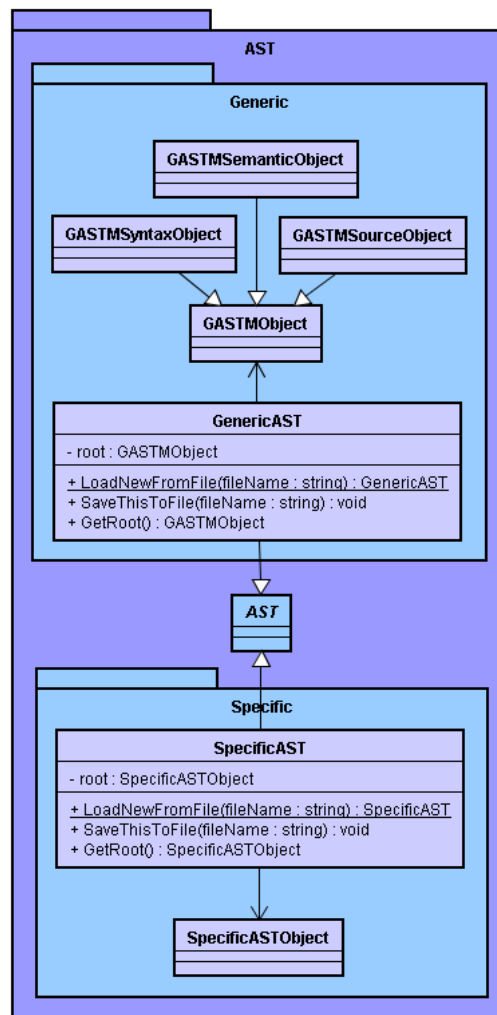 AST
Generic
GASTMSemanticObject
GASTMSyntaxObject
GASTMSourceObject
GASTMObject
GenericAST
- root : GASTMObject
+ LoadNewFromFile(fileName : string) : GenericAST
+ SaveThisToFile(fileName : string) : void
+ GetRoot() : GASTMObject
AST
Specific
SpecificAST
- root : SpecificASTObject
+ LoadNewFromFile(fileName : string) : SpecificAST
+ SaveThisToFile(fileName : string) : void
+ GetRoot() : SpecificASTObject
SpecificASTObject